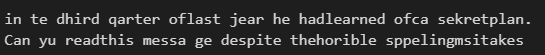 in te dhird qarter oflast jear he hadlearned ofca sekretplan.
Can yu readthis messa ge despite thehorible sppelingmsitakes